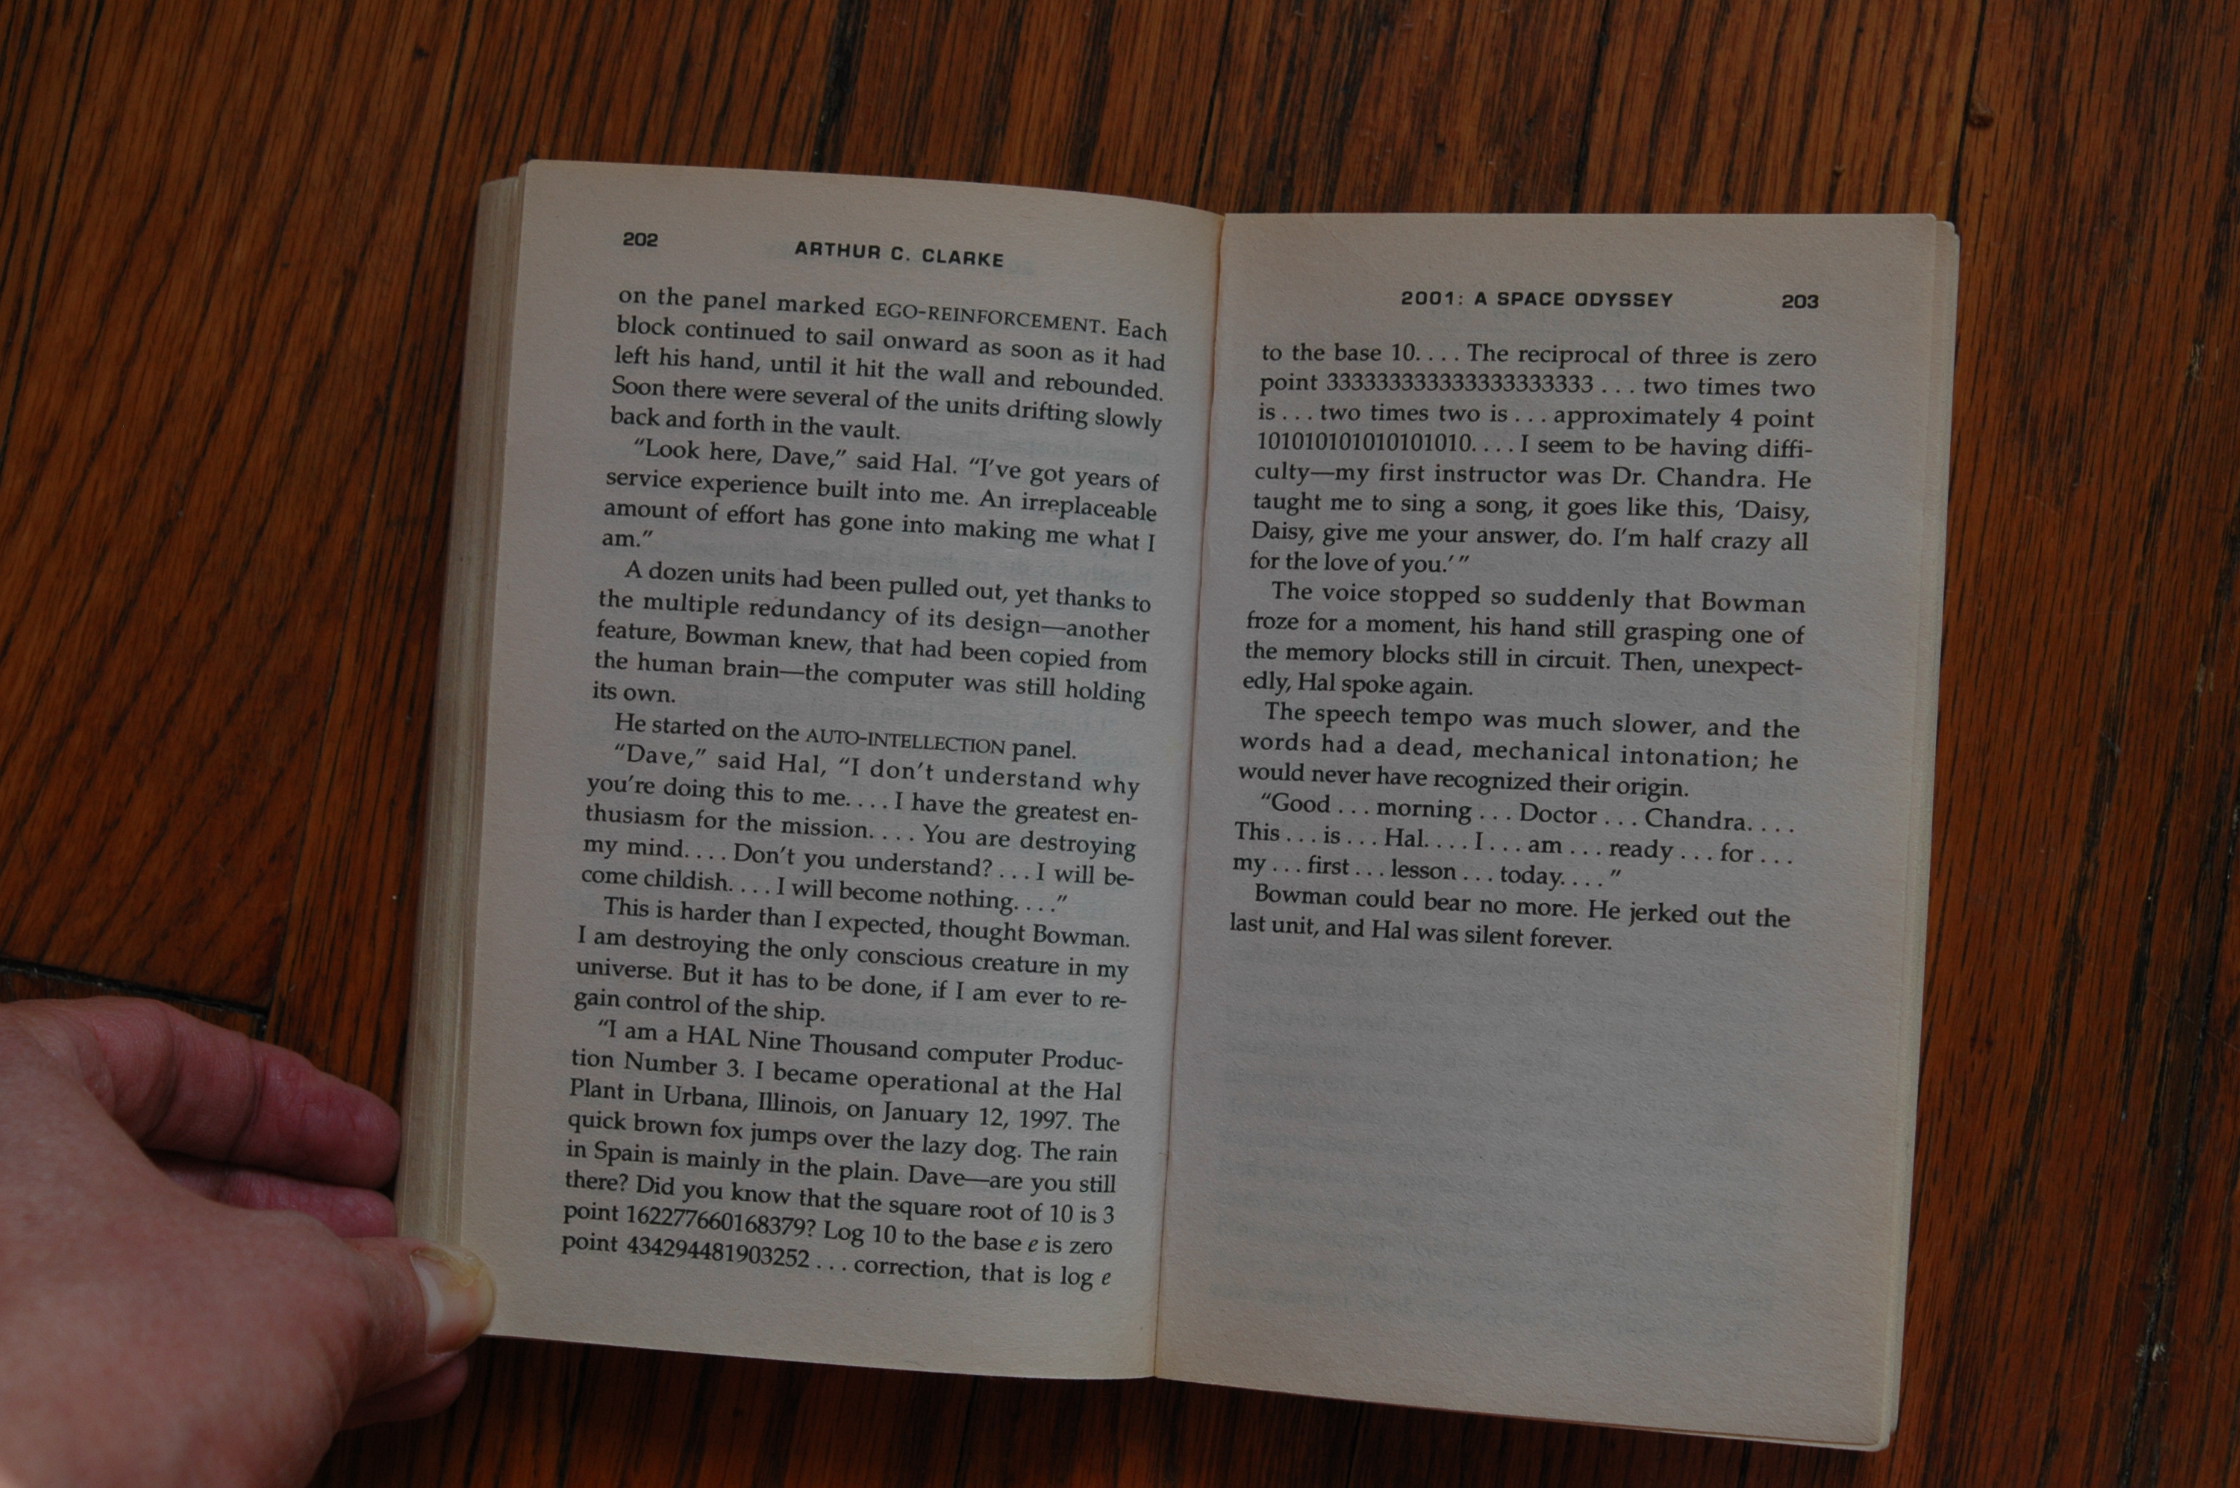 202
ARTHUR C. CLARKE
on the panel marked EGO-REINFORCEMENT. Each
block continued to sail onward as soon as it had
left his hand, until it hit the wall and rebounded.
Soon there were several of the units drifting slowly
back and forth in the vault.
“Look here, Dave,” said Hal. “I’ve got years of
service experience built into me. An irreplaceable
amount of effort has gone into making me what I
am.”
A dozen units had been pulled out, yet thanks to
the multiple redundancy of its design—another
feature, Bowman knew, that had been copied from
the human brain—the computer was still holding
its own.
He started on the AUTO-INTELLECTION panel.
“Dave,” said Hal, “I don’t understand why
you’re doing this to me. . . . I have the greatest en-
thusiasm for the mission. . . . You are destroying
my mind. . . . Don’t you understand? . . . I will be-
come childish. . . . I will become nothing. . . .”
This is harder than I expected, thought Bowman.
I am destroying the only conscious creature in my
universe. But it has to be done, if I am ever to re-
gain control of the ship.
“I am a HAL Nine Thousand computer Produc-
tion Number 3. I became operational at the Hal
Plant in Urbana, Illinois, on January 12, 1997. The
quick brown fox jumps over the lazy dog. The rain
in Spain is mainly in the plain. Dave—are you still
there? Did you know that the square root of 10 is 3
point 162277660168379? Log 10 to the base e is zero
point 434294481903252 . . . correction, that is log e
2001: A SPACE ODYSSEY
203
to the base 10. . . . The reciprocal of three is zero
point 333333333333333333333 . . . two times two
is . . . two times two is . . . approximately 4 point
101010101010101010. . . . I seem to be having diffi-
culty—my first instructor was Dr. Chandra. He
taught me to sing a song, it goes like this, ‘Daisy,
Daisy, give me your answer, do. I’m half crazy all
for the love of you.’ ”
The voice stopped so suddenly that Bowman
froze for a moment, his hand still grasping one of
the memory blocks still in circuit. Then, unexpect-
edly, Hal spoke again.
The speech tempo was much slower, and the
words had a dead, mechanical intonation; he
would never have recognized their origin.
“Good . . . morning . . . Doctor . . . Chandra. . . .
This . . . is . . . Hal. . . . I . . . am . . . ready . . . for . . .
my . . . first . . . lesson . . . today. . . .”
Bowman could bear no more. He jerked out the
last unit, and Hal was silent forever.